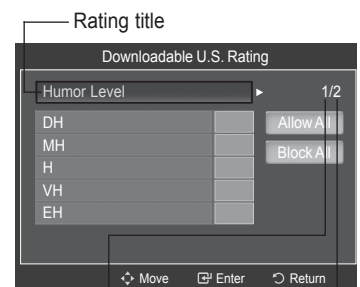 Rating title
Downloadable U.S. Rating
Humor Level ► 1/2
DH
Allow All
MH
Block All
H
VH
EH
Move Enter Return